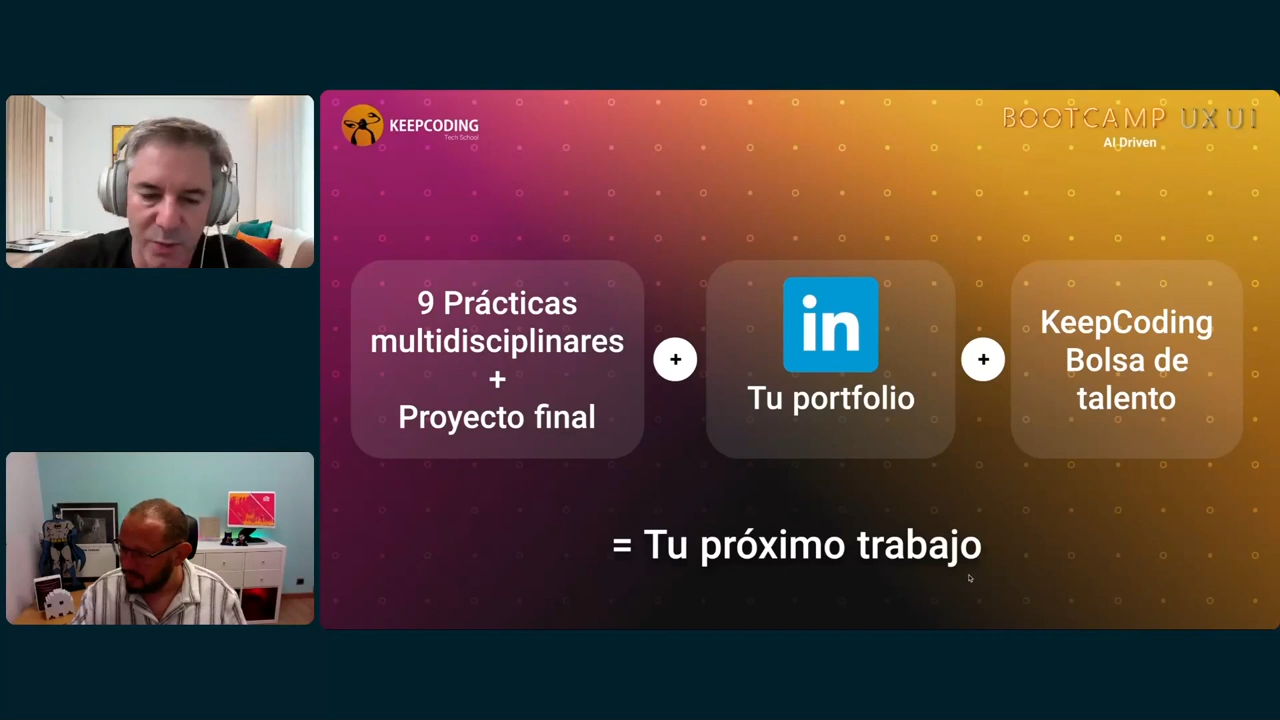 KEEPCODING
Tech School
BOOTCAMP UX UI
AI Driven
9 Prácticas
multidisciplinares
+
Proyecto final
+
in
Tu portfolio
+
KeepCoding
Bolsa de
talento
= Tu próximo trabajo